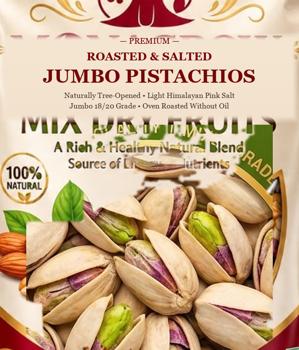 — PREMIUM —
ROASTED & SALTED
JUMBO PISTACHIOS
Naturally Tree-Opened • Light Himalayan Pink Salt
Jumbo 18/20 Grade • Oven Roasted Without Oil
MIX DRY FRUITS
A Rich & Healthy Natural Blend
Source of
100%
NATURAL